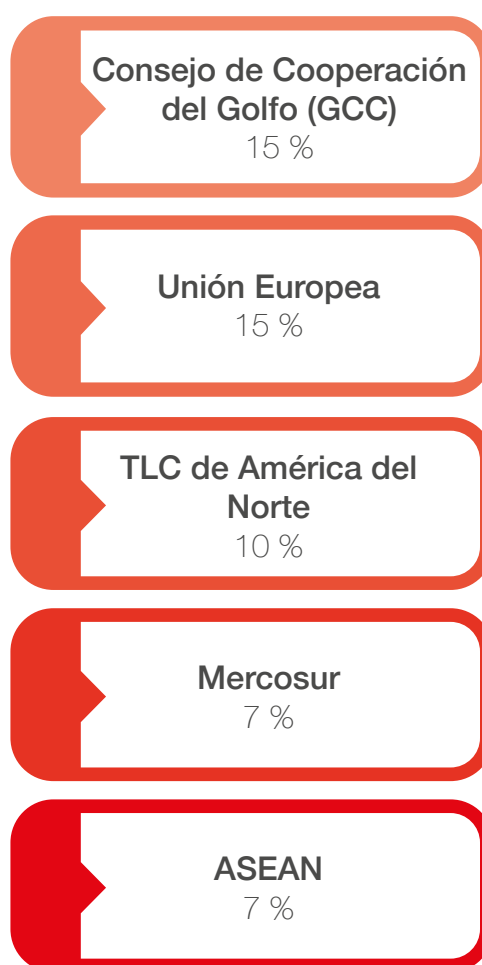 Consejo de Cooperación
del Golfo (GCC)
15 %
Unión Europea
15 %
TLC de América del
Norte
10 %
Mercosur
7 %
ASEAN
7 %